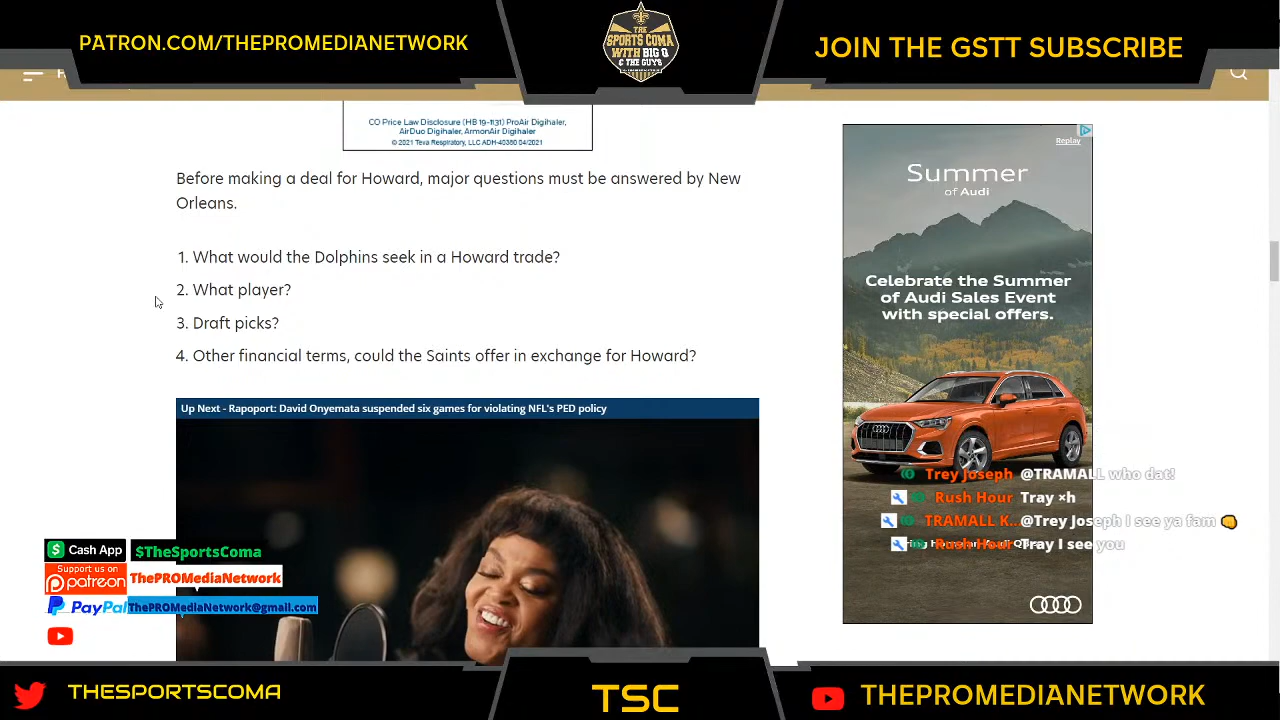 PATRON.COM/THEPROMEDIANETWORK
THE
SPORTS COMA
WITH BIG Q
& THE GUYS
JOIN THE GSTT SUBSCRIBE
CO Price Law Disclosure (HB 19-1131) ProAir Digihaler,
AirDuo Digihaler, ArmonAir Digihaler
© 2021 Teva Respiratory, LLC ADH-40380 04/2021
Before making a deal for Howard, major questions must be answered by New
Orleans.
1. What would the Dolphins seek in a Howard trade?
2. What player?
3. Draft picks?
4. Other financial terms, could the Saints offer in exchange for Howard?
Up Next - Rapoport: David Onyemata suspended six games for violating NFL's PED policy
Replay
Summer
of Audi
Celebrate the Summer
of Audi Sales Event
with special offers.
Trey Joseph @TRAMALL who dat!
Rush Hour Tray ×h
TRAMALL K... @Trey Joseph I see ya fam 👊
Rush Hour Tray I see you
$ Cash App $TheSportsComa
Support us on
patreon ThePROMediaNetwork
PayPal ThePROMediaNetwork@gmail.com
THESPORTSCOMA
TSC
THEPROMEDIANETWORK